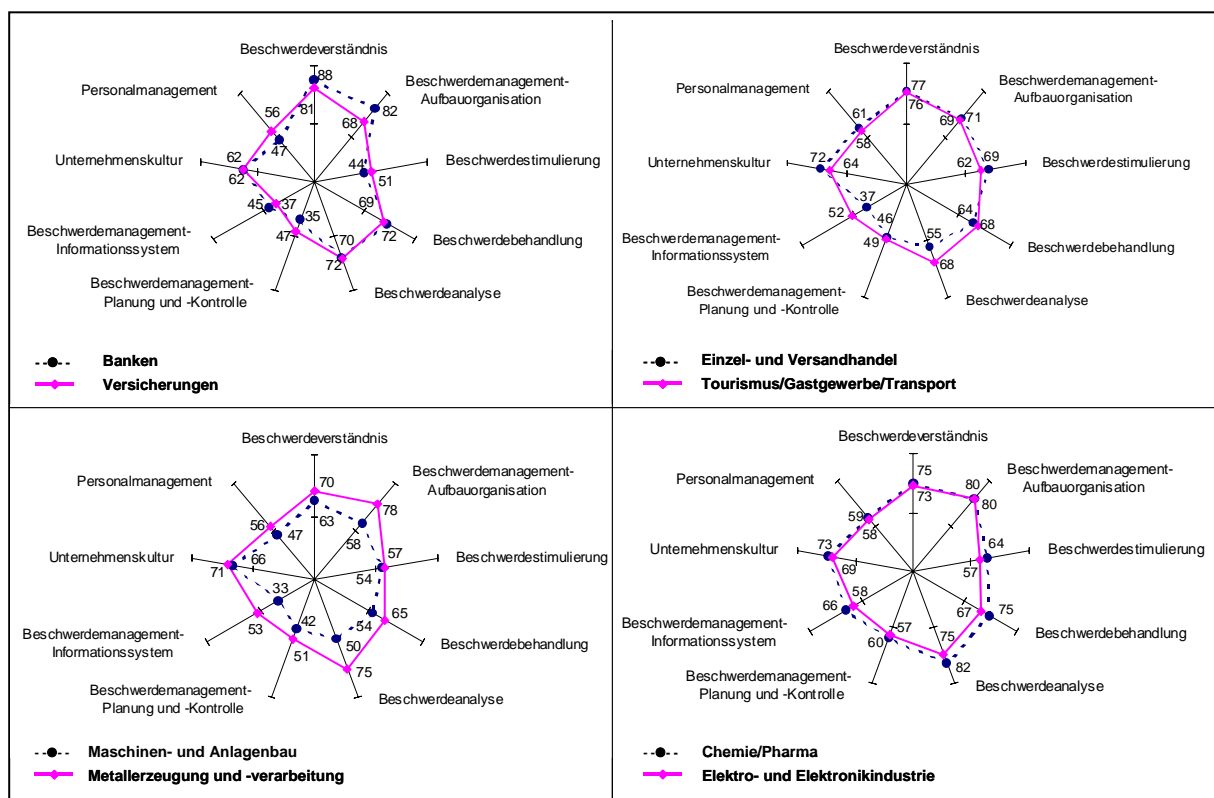 Beschwerdeverständnis
88
81
Beschwerdemanagement-
Aufbauorganisation
82
68
Personalmanagement
56
47
Unternehmenskultur
62
62
Beschwerdestimulierung
44
51
Beschwerdemanagement-
Informationssystem
45
37
69
72
Beschwerdebehandlung
35
47
70
72
Beschwerdemanagement-
Planung und -Kontrolle
Beschwerdeanalyse
Banken
Versicherungen
Beschwerdeverständnis
77
76
Beschwerdemanagement-
Aufbauorganisation
69
71
Personalmanagement
61
58
Unternehmenskultur
72
64
62
69
Beschwerdestimulierung
37
52
Beschwerdemanagement-
Informationssystem
64
68
Beschwerdebehandlung
46
49
55
68
Beschwerdemanagement-
Planung und -Kontrolle
Beschwerdeanalyse
Einzel- und Versandhandel
Tourismus/Gastgewerbe/Transport
Beschwerdeverständnis
70
63
Beschwerdemanagement-
Aufbauorganisation
78
58
Personalmanagement
56
47
Unternehmenskultur
71
66
57
54
Beschwerdestimulierung
33
53
Beschwerdemanagement-
Informationssystem
54
65
Beschwerdebehandlung
42
51
50
75
Beschwerdemanagement-
Planung und -Kontrolle
Beschwerdeanalyse
Maschinen- und Anlagenbau
Metallerzeugung und -verarbeitung
Beschwerdeverständnis
75
73
Beschwerdemanagement-
Aufbauorganisation
80
80
Personalmanagement
59
58
Unternehmenskultur
73
69
64
57
Beschwerdestimulierung
58
66
Beschwerdemanagement-
Informationssystem
67
75
Beschwerdebehandlung
57
60
75
82
Beschwerdemanagement-
Planung und -Kontrolle
Beschwerdeanalyse
Chemie/Pharma
Elektro- und Elektronikindustrie